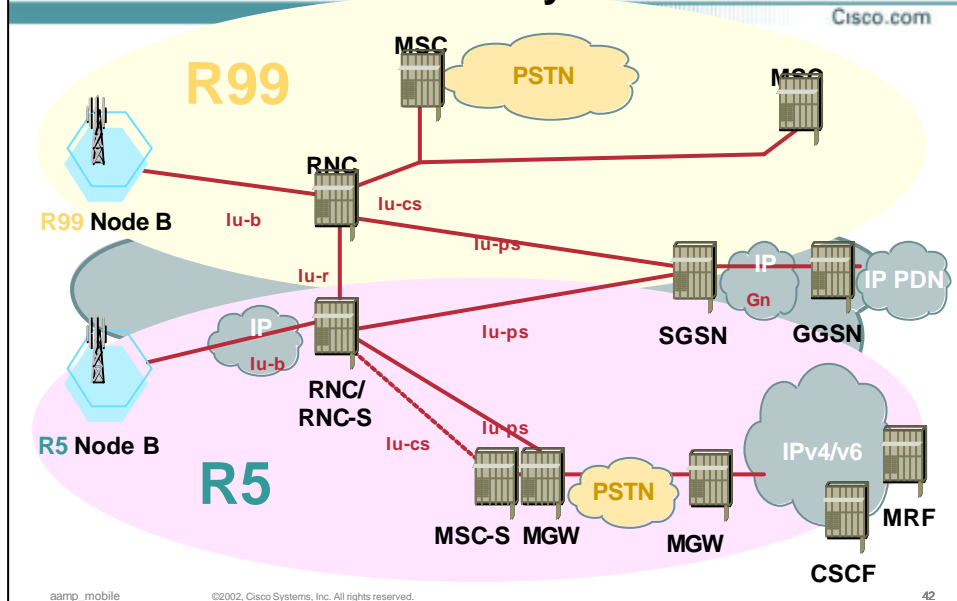 Cisco.com
MSC
PSTN
R99
MSC
RNC
Iu-cs
R99 Node B
Iu-b
Iu-ps
Iu-r
IP
IP PDN
Gn
SGSN
GGSN
IP
Iu-ps
Iu-b
RNC/
RNC-S
R5 Node B
Iu-cs
Iu-ps
IPv4/v6
R5
PSTN
MSC-S
MGW
MGW
MRF
CSCF
aamp_mobile
©2002, Cisco Systems, Inc. All rights reserved.
42